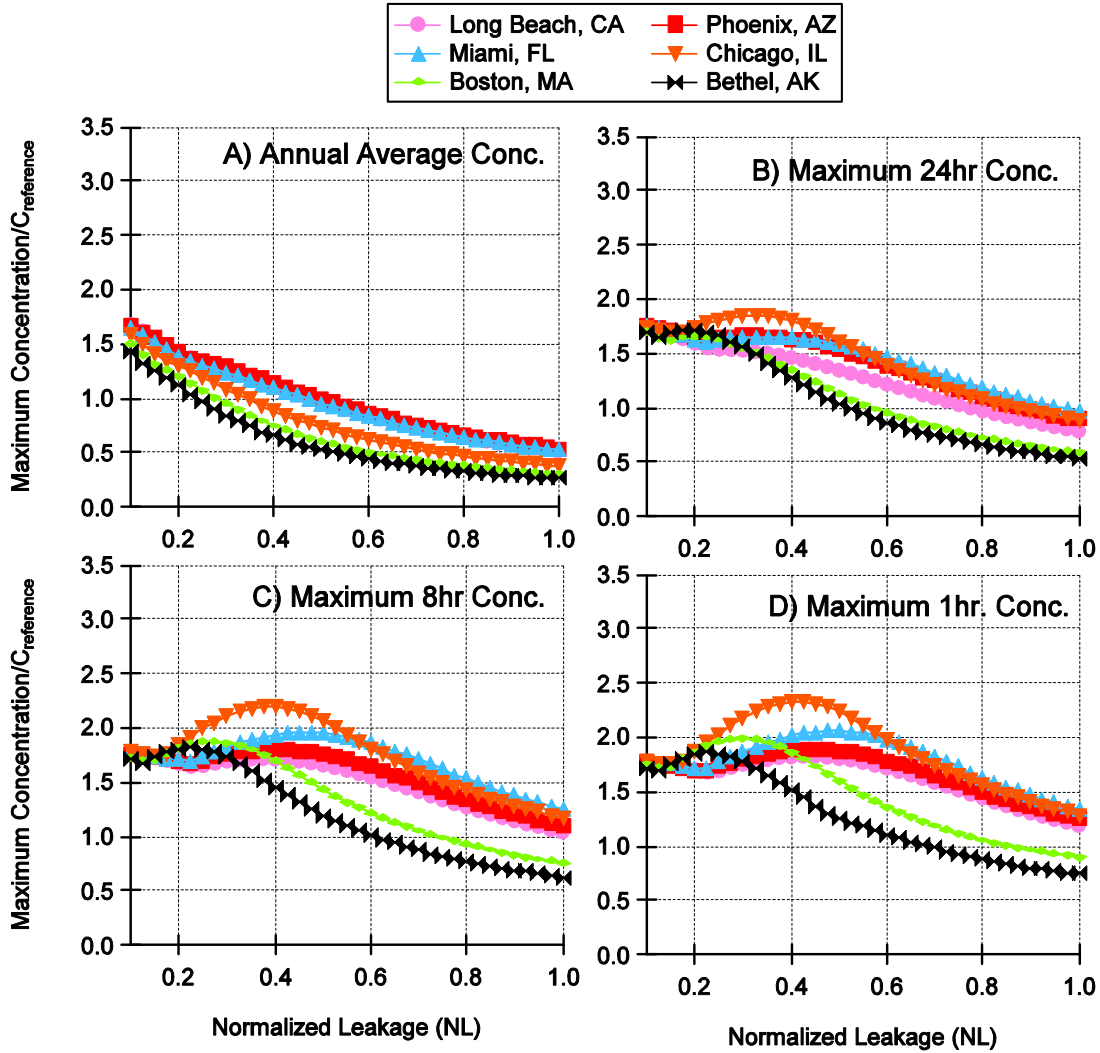 Long Beach, CA Phoenix, AZ
Miami, FL Chicago, IL
Boston, MA Bethel, AK
A) Annual Average Conc.
Maximum Concentration/Creference
3.5
3.0
2.5
2.0
1.5
1.0
0.5
0.0
0.2 0.4 0.6 0.8 1.0
B) Maximum 24hr Conc.
3.5
3.0
2.5
2.0
1.5
1.0
0.5
0.0
0.2 0.4 0.6 0.8 1.0
C) Maximum 8hr Conc.
Maximum Concentration/Creference
3.5
3.0
2.5
2.0
1.5
1.0
0.5
0.0
0.2 0.4 0.6 0.8 1.0
Normalized Leakage (NL)
D) Maximum 1hr. Conc.
3.5
3.0
2.5
2.0
1.5
1.0
0.5
0.0
0.2 0.4 0.6 0.8 1.0
Normalized Leakage (NL)